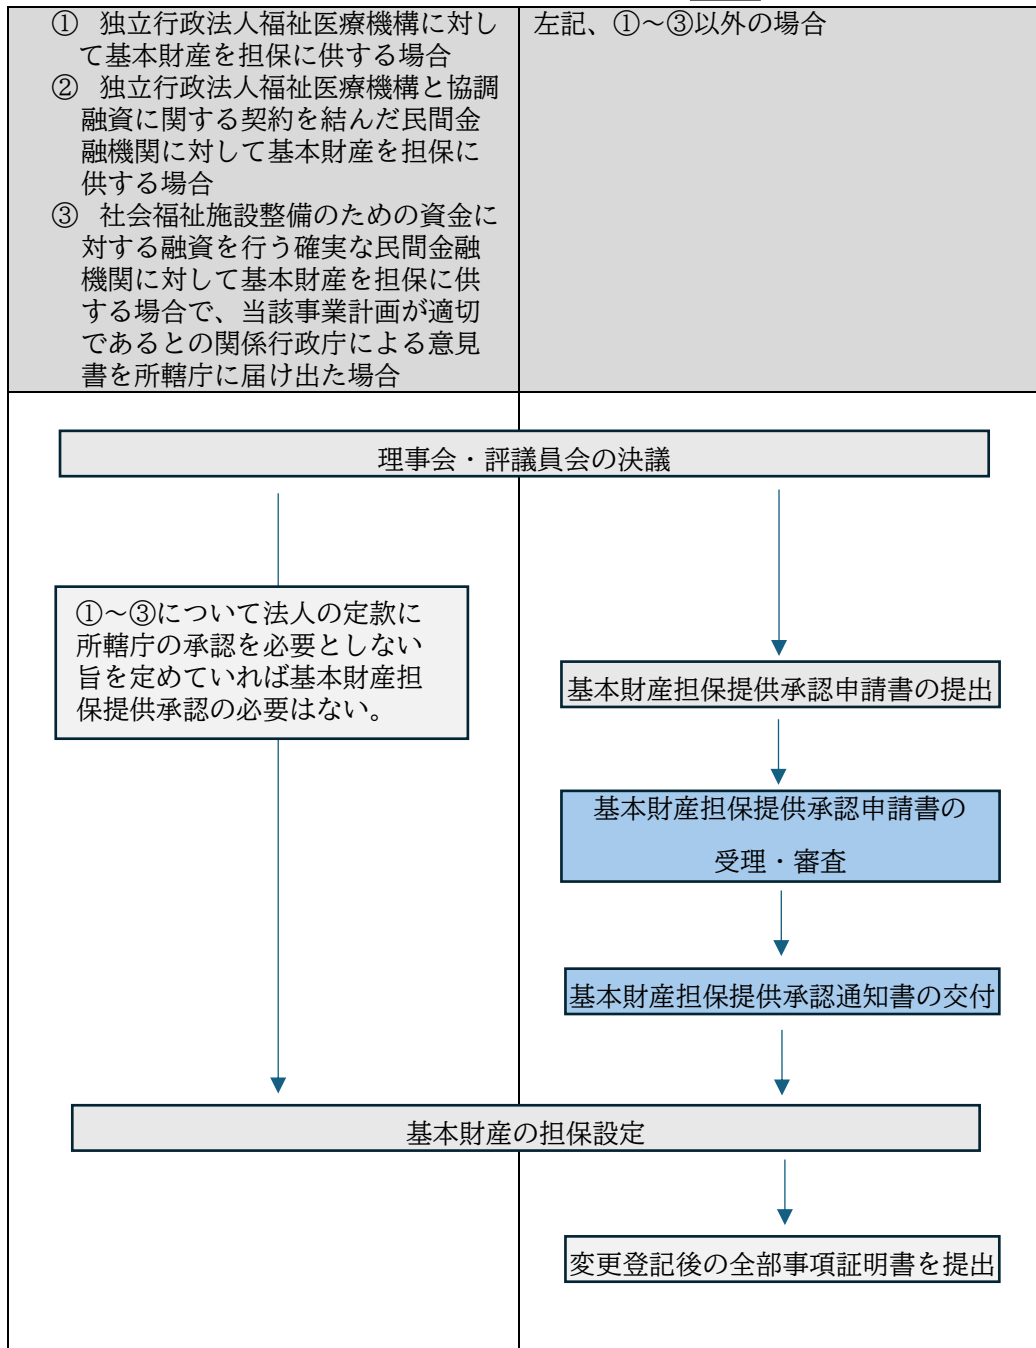 ① 独立行政法人福祉医療機構に対し
て基本財産を担保に供する場合
② 独立行政法人福祉医療機構と協調
融資に関する契約を結んだ民間金
融機関に対して基本財産を担保に
供する場合
③ 社会福祉施設整備のための資金に
対する融資を行う確実な民間金融
機関に対して基本財産を担保に供
する場合で、当該事業計画が適切
であるとの関係行政庁による意見
書を所轄庁に届け出た場合
左記、①～③以外の場合
理事会・評議員会の決議
①～③について法人の定款に
所轄庁の承認を必要としない
旨を定めていれば基本財産担
保提供承認の必要はない。
基本財産担保提供承認申請書の提出
基本財産担保提供承認申請書の
受理・審査
基本財産担保提供承認通知書の交付
基本財産の担保設定
変更登記後の全部事項証明書を提出